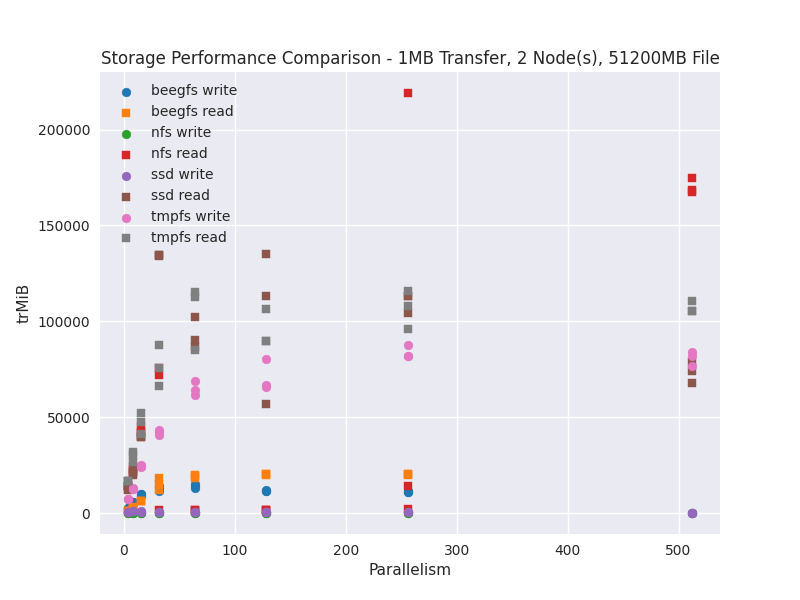 Storage Performance Comparison - 1MB Transfer, 2 Node(s), 51200MB File
beegfs write
beegfs read
nfs write
nfs read
ssd write
ssd read
tmpfs write
tmpfs read
trMiB
200000
150000
100000
50000
0
0 100 200 300 400 500
Parallelism